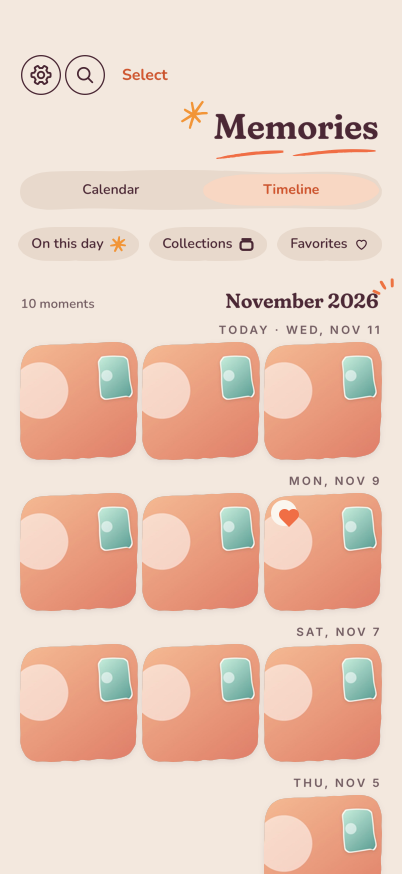 Select
Memories
Calendar
Timeline
On this day
Collections
Favorites
10 moments
November 2026
TODAY · WED, NOV 11
MON, NOV 9
SAT, NOV 7
THU, NOV 5